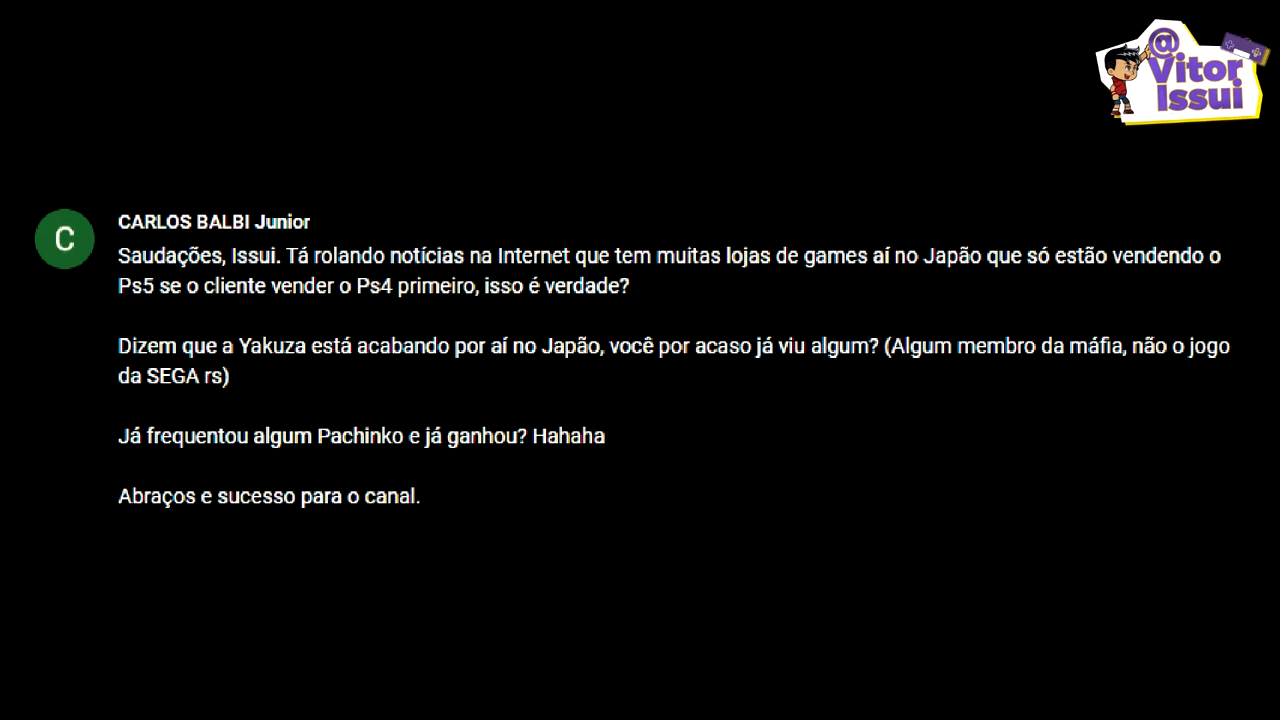 @
Vitor
Issui
C
CARLOS BALBI Junior
Saudações, Issui. Tá rolando notícias na Internet que tem muitas lojas de games aí no Japão que só estão vendendo o
Ps5 se o cliente vender o Ps4 primeiro, isso é verdade?
Dizem que a Yakuza está acabando por aí no Japão, você por acaso já viu algum? (Algum membro da máfia, não o jogo
da SEGA rs)
Já frequentou algum Pachinko e já ganhou? Hahaha
Abraços e sucesso para o canal.